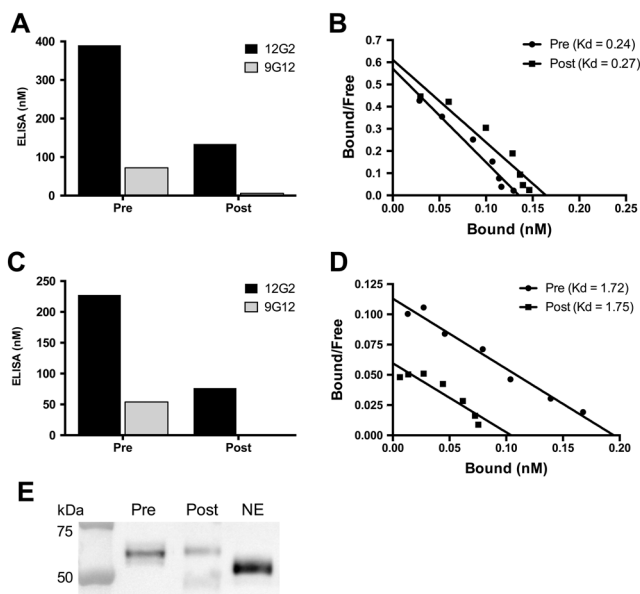 A
12G2
9G12
400
300
200
100
0
ELISA (nM)
Pre
Post
B
Pre (Kd = 0.24)
Post (Kd = 0.27)
0.7
0.6
0.5
0.4
0.3
0.2
0.1
0.0
Bound/Free
0.00
0.05
0.10
0.15
0.20
0.25
Bound (nM)
C
12G2
9G12
250
200
150
100
50
0
ELISA (nM)
Pre
Post
D
Pre (Kd = 1.72)
Post (Kd = 1.75)
0.125
0.100
0.075
0.050
0.025
0.000
Bound/Free
0.00
0.05
0.10
0.15
0.20
Bound (nM)
E
kDa
Pre
Post
NE
75
50